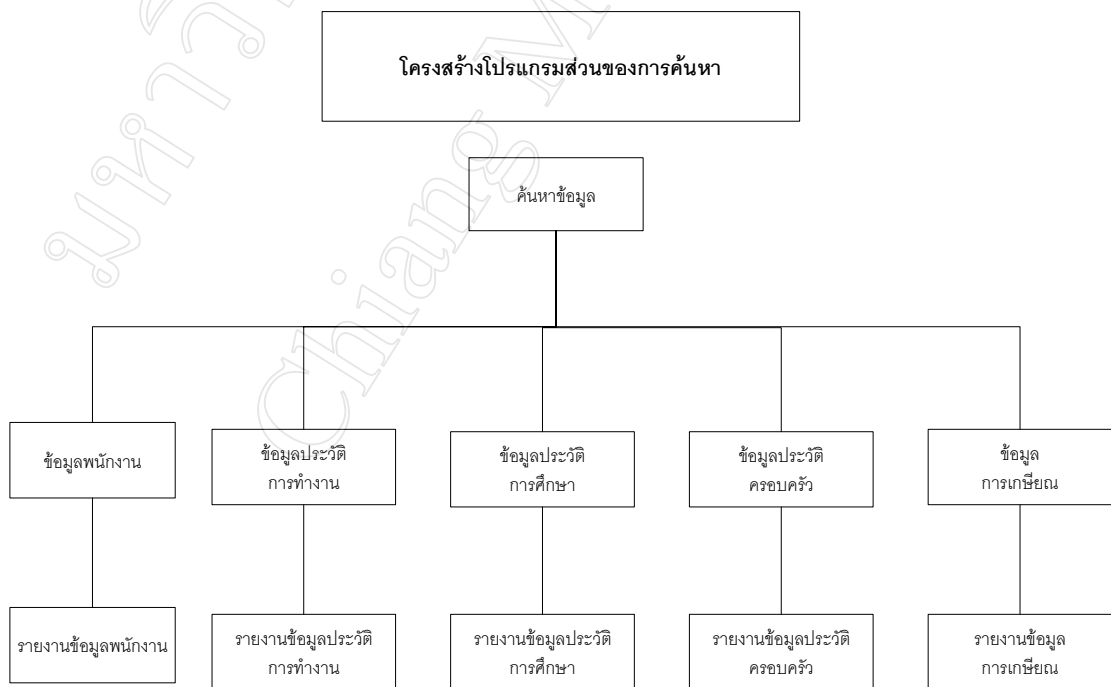 โครงสร้างโปรแกรมส่วนของการค้นหา
ค้นหาข้อมูล
ข้อมูลพนักงาน
ข้อมูลประวัติ
การทำงาน
ข้อมูลประวัติ
การศึกษา
ข้อมูลประวัติ
ครอบครัว
ข้อมูล
การเกษียณ
รายงานข้อมูลพนักงาน
รายงานข้อมูลประวัติ
การทำงาน
รายงานข้อมูลประวัติ
การศึกษา
รายงานข้อมูลประวัติ
ครอบครัว
รายงานข้อมูล
การเกษียณ
มหาวิ
Chiang M